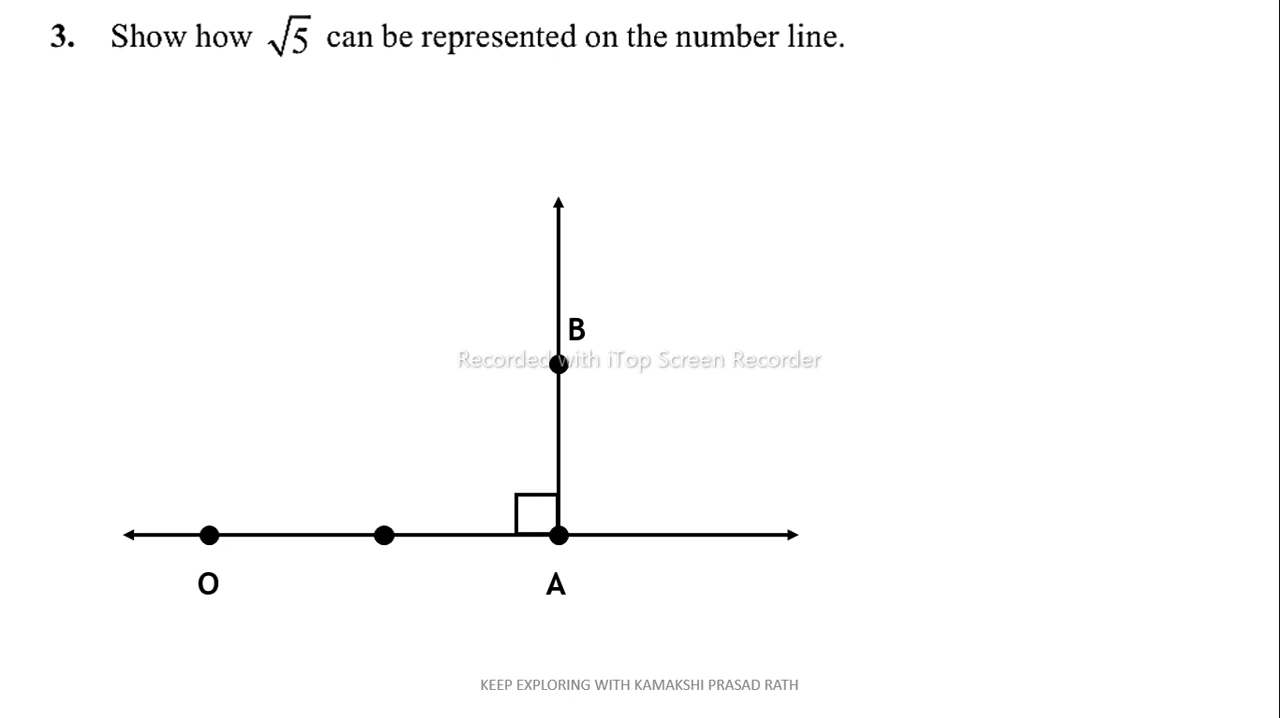 3. Show how √5 can be represented on the number line.
B
Recorded with iTop Screen Recorder
O
A
KEEP EXPLORING WITH KAMAKSHI PRASAD RATH